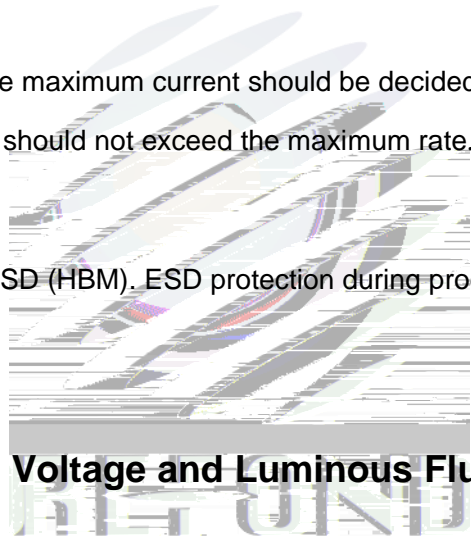 e maximum current should be decided
should not exceed the maximum rate.
SD (HBM). ESD protection during pro
Voltage and Luminous Flu
REFOND